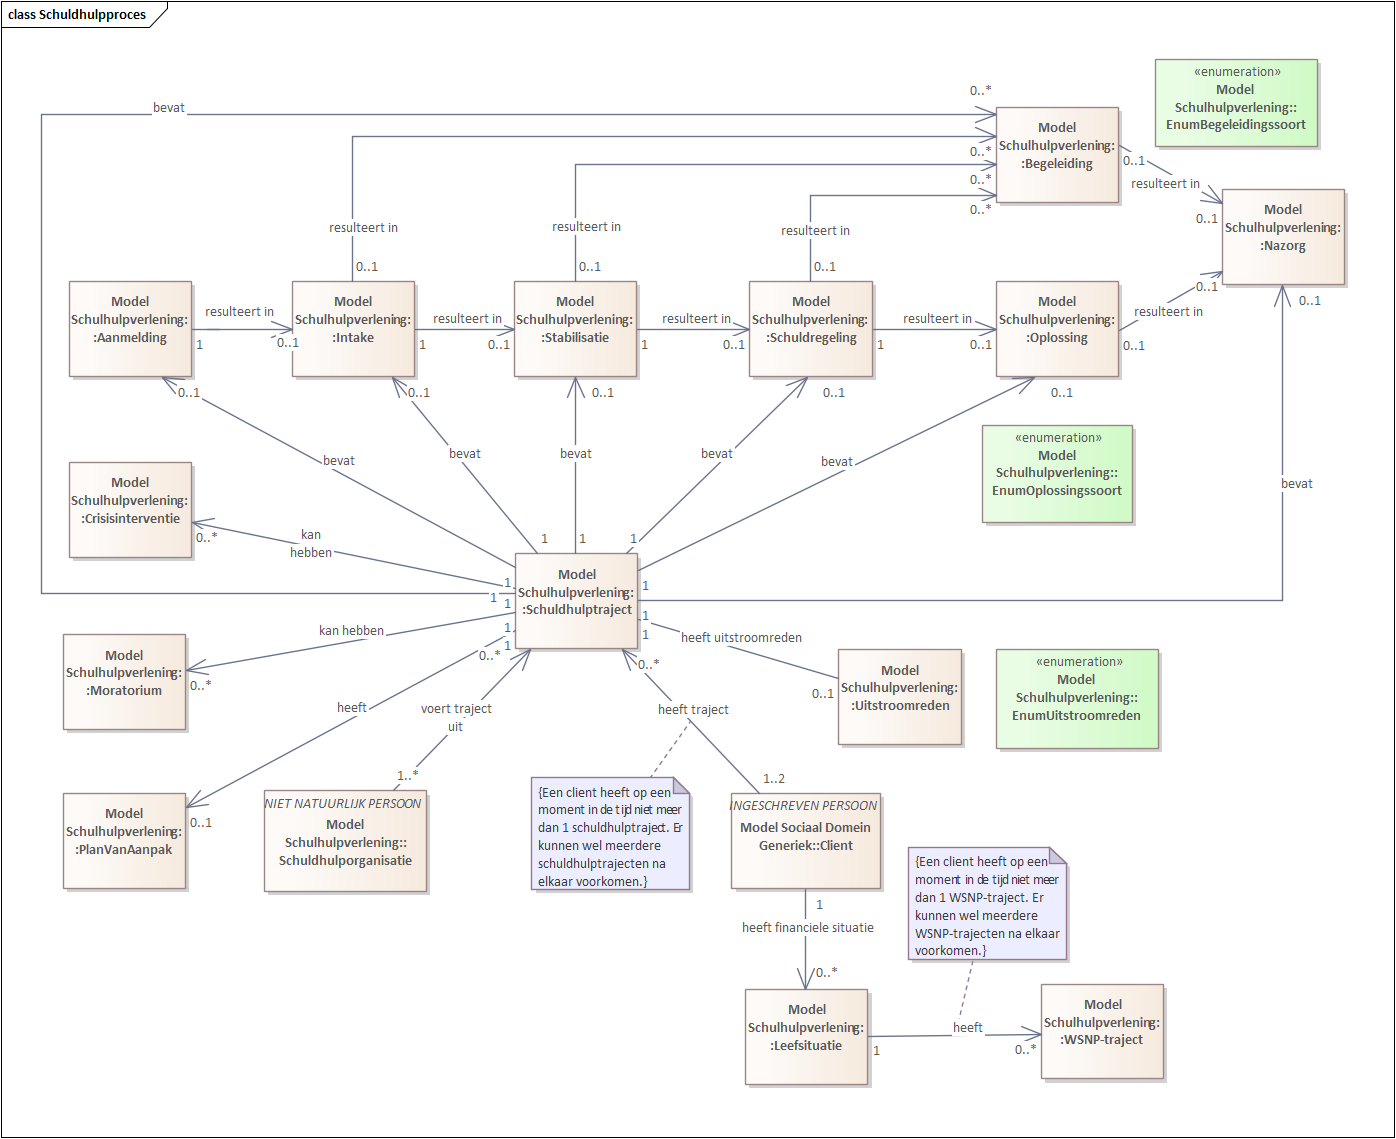 class Schuldhulpproces
«enumeration»
Model
Schulhulpverlening::
EnumBegeleidingssoort
bevat
0..*
Model
Schulhulpverlening:
:Begeleiding
0..*
0..*
0..*
0..1
resulteert in
0..1
Model
Schulhulpverlening:
:Nazorg
0..1
0..1
resulteert in
resulteert in
resulteert in
0..1
0..1
0..1
Model
Schulhulpverlening:
:Aanmelding
1
resulteert in
0..1
Model
Schulhulpverlening:
:Intake
1
resulteert in
0..1
Model
Schulhulpverlening:
:Stabilisatie
1
resulteert in
0..1
Model
Schulhulpverlening:
:Schuldregeling
1
resulteert in
0..1
Model
Schulhulpverlening:
:Oplossing
0..1
resulteert in
0..1
0..1
0..1
0..1
0..1
bevat
bevat
bevat
bevat
bevat
bevat
«enumeration»
Model
Schulhulpverlening::
EnumOplossingssoort
Model
Schulhulpverlening:
:Crisisinterventie
0..*
kan
hebben
1
1
1
1
1
1
1
1
1
1
1
Model
Schulhulpverlening:
:Schuldhulptraject
Model
Schulhulpverlening:
:Moratorium
0..*
kan hebben
heeft
0..*
0..*
heeft uitstroomreden
0..1
Model
Schulhulpverlening:
:Uitstroomreden
«enumeration»
Model
Schulhulpverlening::
EnumUitstroomreden
voert traject
uit
heeft traject
1..*
1..2
Model
Schulhulpverlening:
:PlanVanAanpak
0..1
NIET NATUURLIJK PERSOON
Model
Schulhulpverlening::
Schuldhulporganisatie
{Een client heeft op een
moment in de tijd niet meer
dan 1 schuldhulptraject. Er
kunnen wel meerdere
schuldhulptrajecten na
elkaar voorkomen.}
INGESCHREVEN PERSOON
Model Sociaal Domein
Generiek::Client
1
heeft financiele situatie
0..*
{Een client heeft op een
moment in de tijd niet meer
dan 1 WSNP-traject. Er
kunnen wel meerdere
WSNP-trajecten na elkaar
voorkomen.}
Model
Schulhulpverlening:
:Leefsituatie
1
heeft
0..*
Model
Schulhulpverlening:
:WSNP-traject